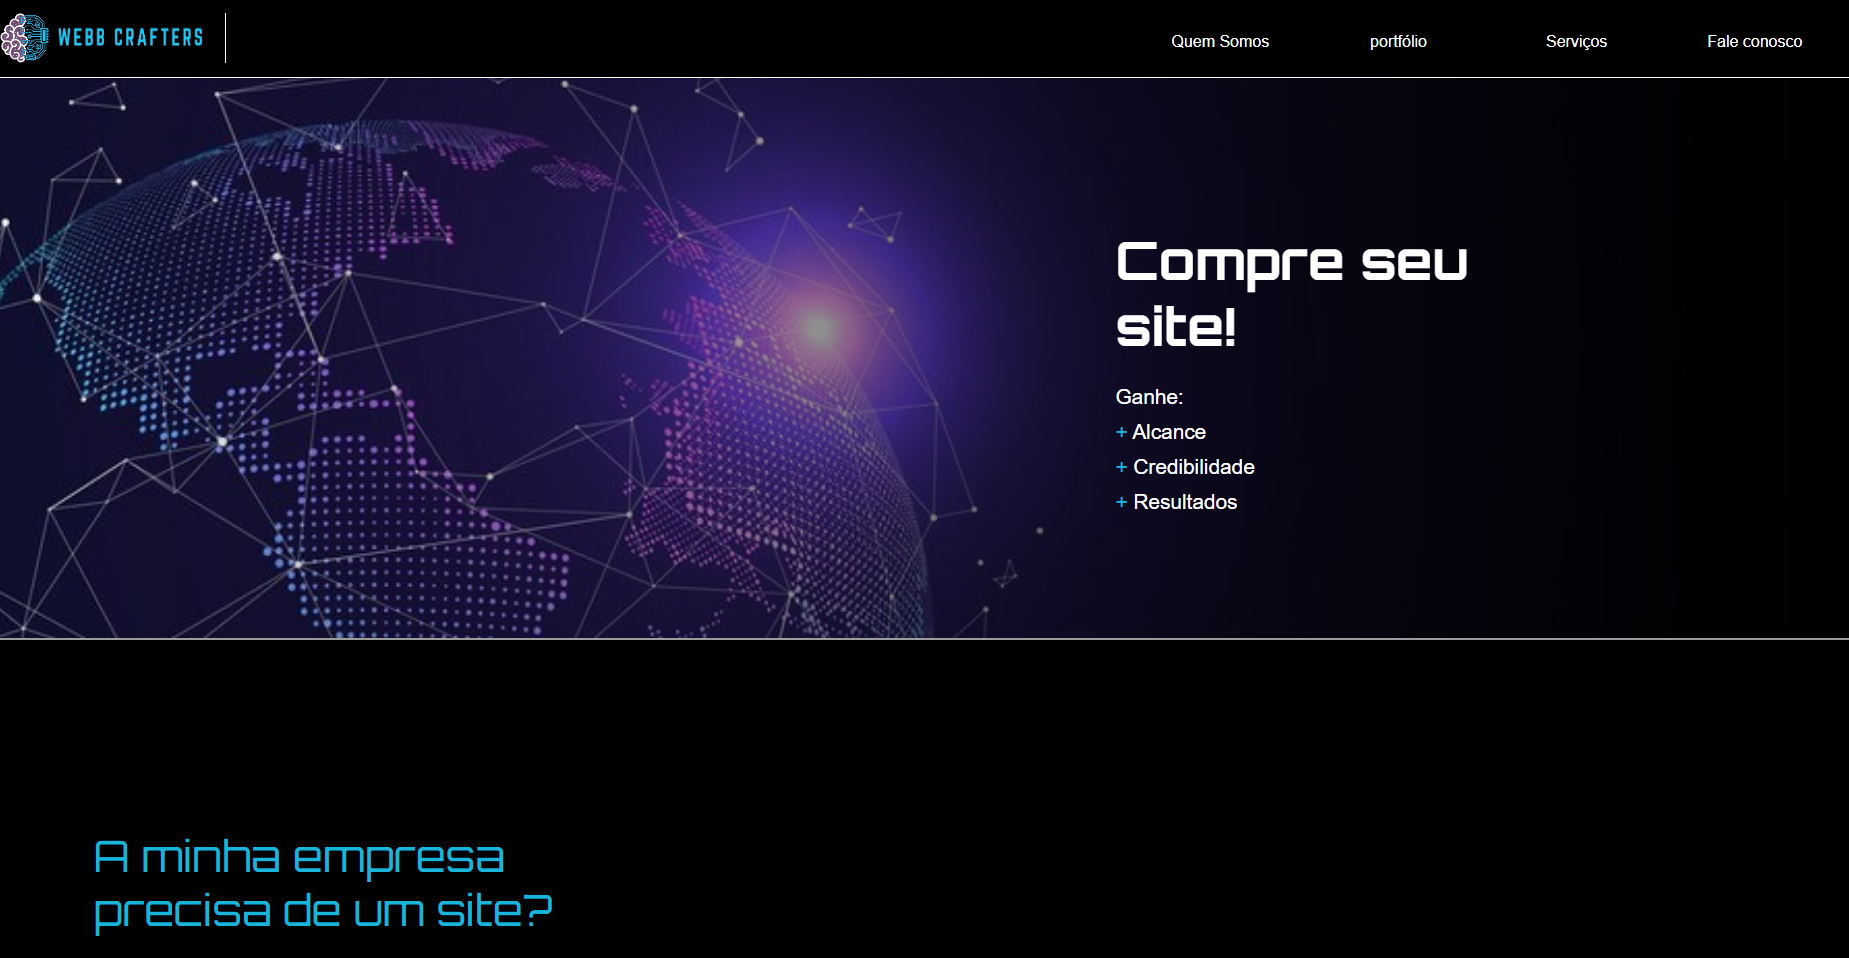 WEBB CRAFTERS
Quem Somos
portfólio
Serviços
Fale conosco
Compre seu
site!
Ganhe:
+ Alcance
+ Credibilidade
+ Resultados
A minha empresa
precisa de um site?